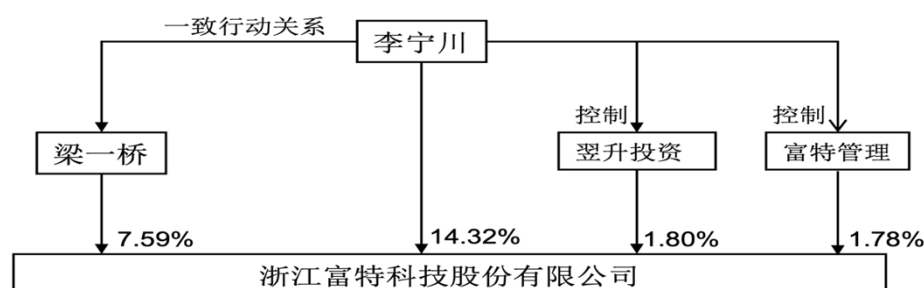 一致行动关系
李宁川
控制
控制
梁一桥
翌升投资
富特管理
7.59%
14.32%
1.80%
1.78%
浙江富特科技股份有限公司